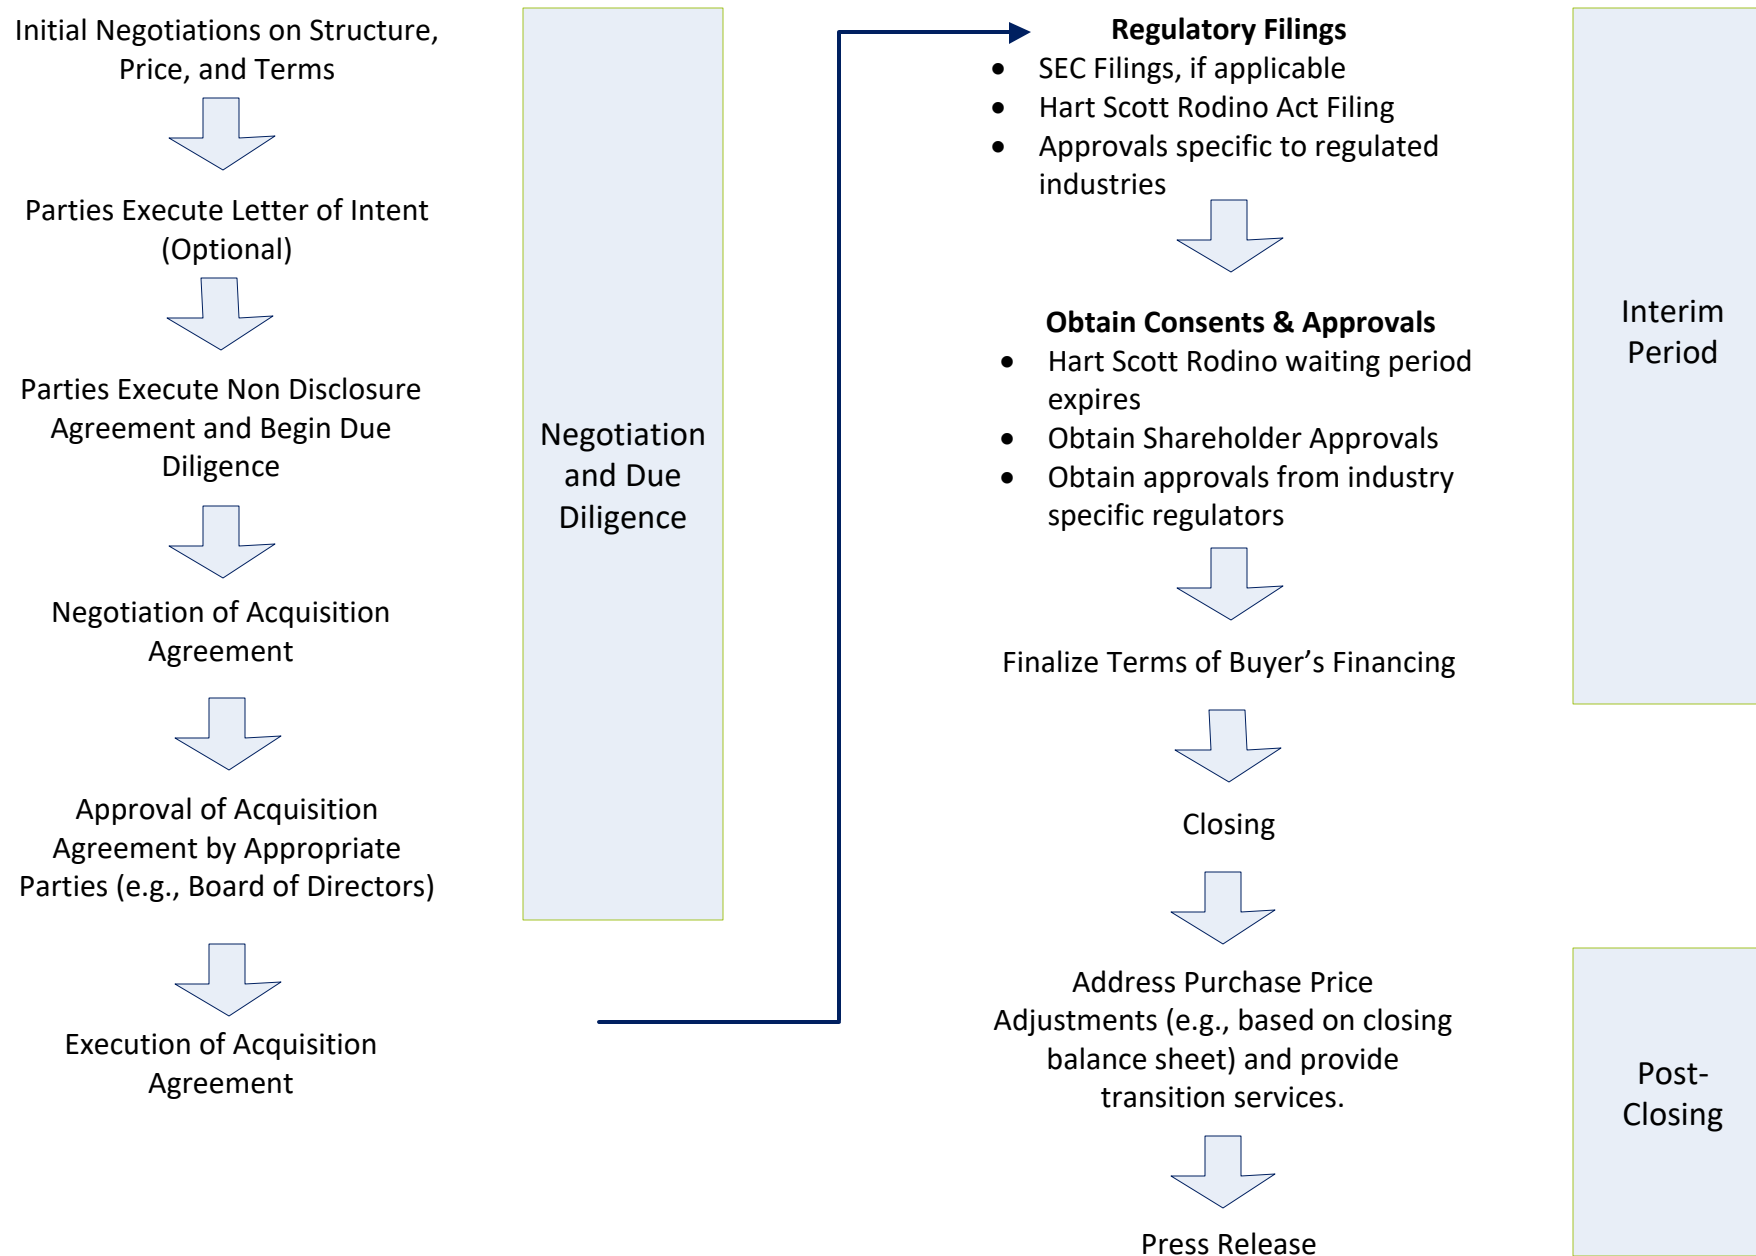 Initial Negotiations on Structure,
Price, and Terms
Parties Execute Letter of Intent
(Optional)
Parties Execute Non Disclosure
Agreement and Begin Due
Diligence
Negotiation of Acquisition
Agreement
Approval of Acquisition
Agreement by Appropriate
Parties (e.g., Board of Directors)
Execution of Acquisition
Agreement
Negotiation
and Due
Diligence
Regulatory Filings
• SEC Filings, if applicable
• Hart Scott Rodino Act Filing
• Approvals specific to regulated
industries
Obtain Consents & Approvals
• Hart Scott Rodino waiting period
expires
• Obtain Shareholder Approvals
• Obtain approvals from industry
specific regulators
Finalize Terms of Buyer’s Financing
Closing
Address Purchase Price
Adjustments (e.g., based on closing
balance sheet) and provide
transition services.
Press Release
Interim
Period
Post-
Closing